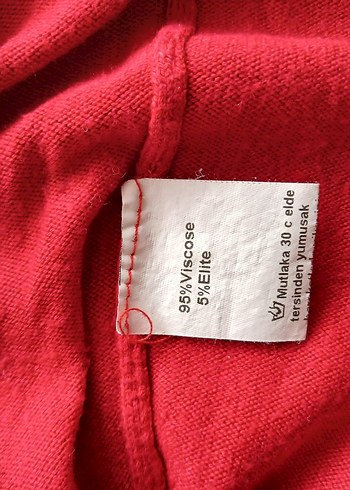 95%Viscose
5%Elite
Mutlaka 30 c elde
tersinden yumusak